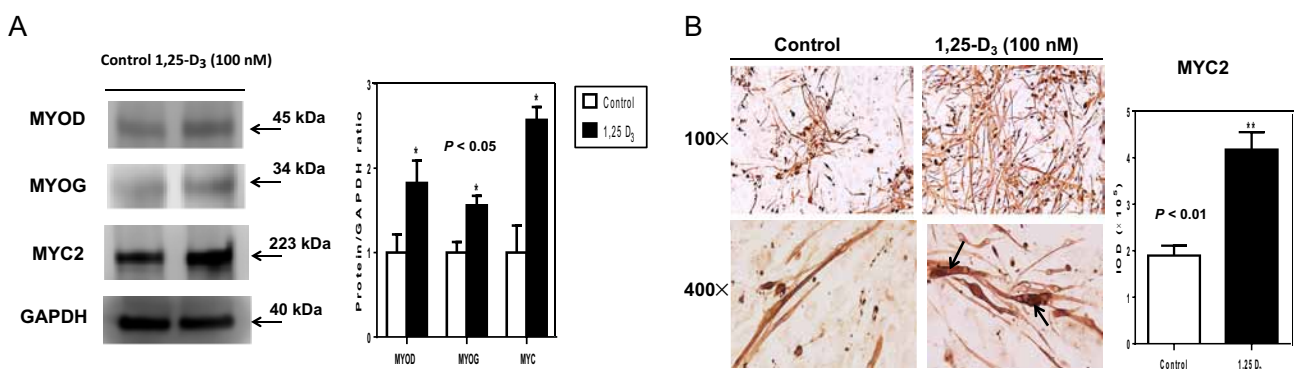 A
Control 1,25-D3 (100 nM)
MYOD
45 kDa
MYOG
34 kDa
MYC2
223 kDa
GAPDH
40 kDa
Protein/GAPDH ratio
3
2
1
0
*
*
*
P < 0.05
MYOD
MYOG
MYC
Control
1,25 D3
B
Control
1,25-D3 (100 nM)
100×
400×
MYC2
IOD (× 10⁵)
5
4
3
2
1
0
**
P < 0.01
Control
1,25 D3